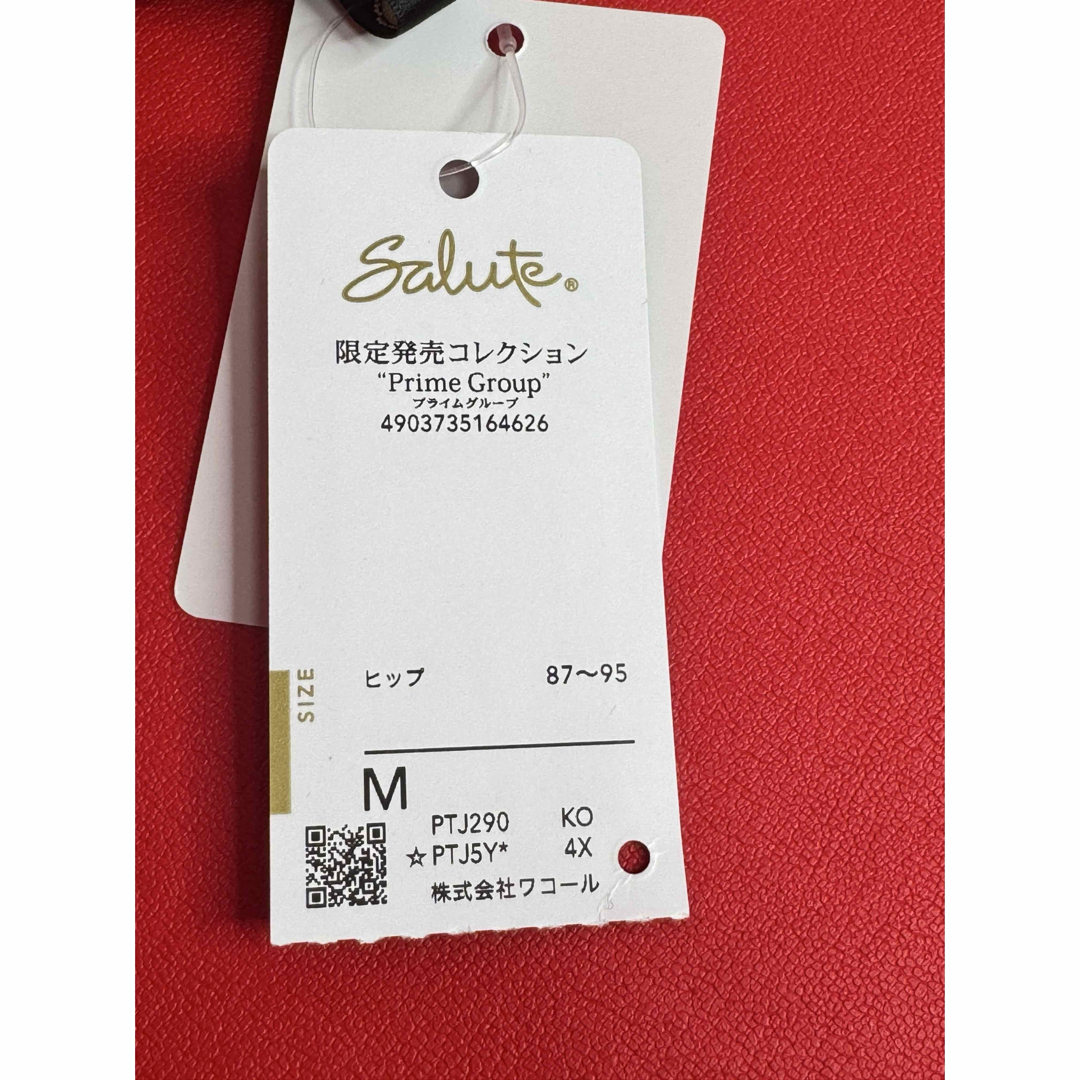 Salute®
限定発売コレクション
“Prime Group”
プライムグループ
4903735164626
SIZE
ヒップ 87～95
M
PTJ290 KO
☆PTJ5Y* 4X
株式会社ワコール